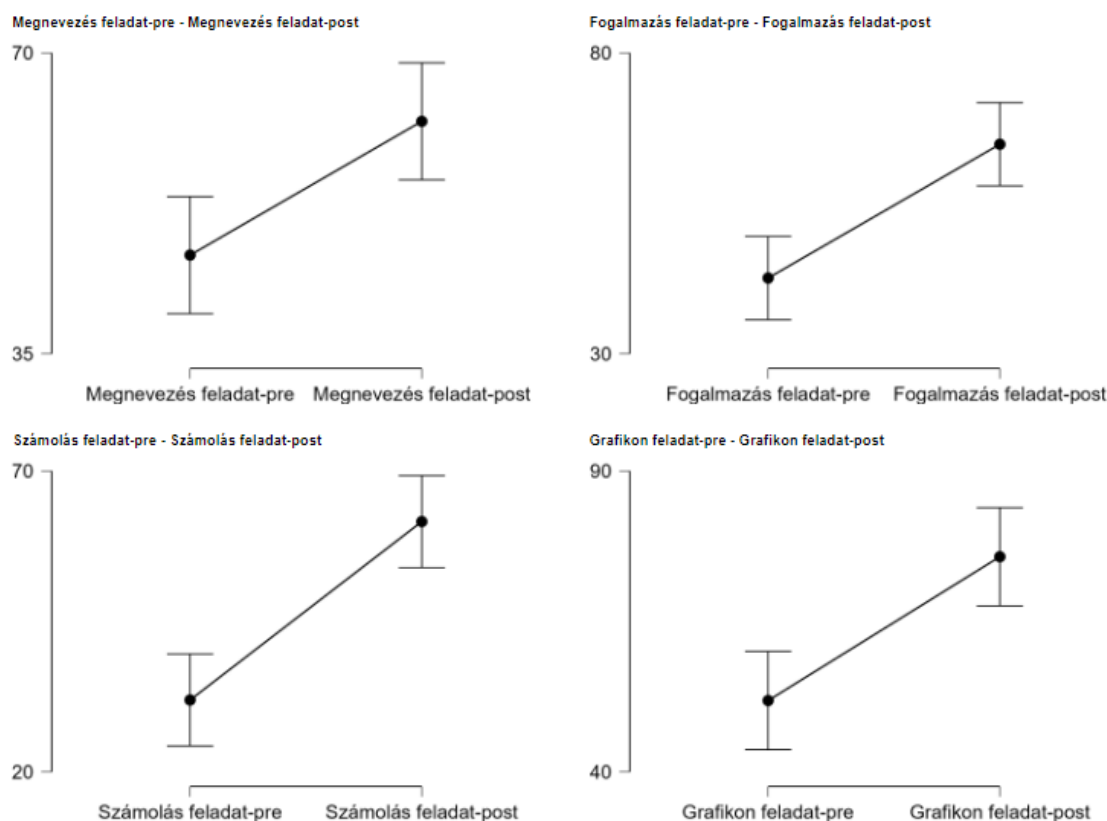 Megnevezés feladat-pre - Megnevezés feladat-post
70
35
Megnevezés feladat-pre Megnevezés feladat-post
Fogalmazás feladat-pre - Fogalmazás feladat-post
80
30
Fogalmazás feladat-pre Fogalmazás feladat-post
Számolás feladat-pre - Számolás feladat-post
70
20
Számolás feladat-pre Számolás feladat-post
Grafikon feladat-pre - Grafikon feladat-post
90
40
Grafikon feladat-pre Grafikon feladat-post